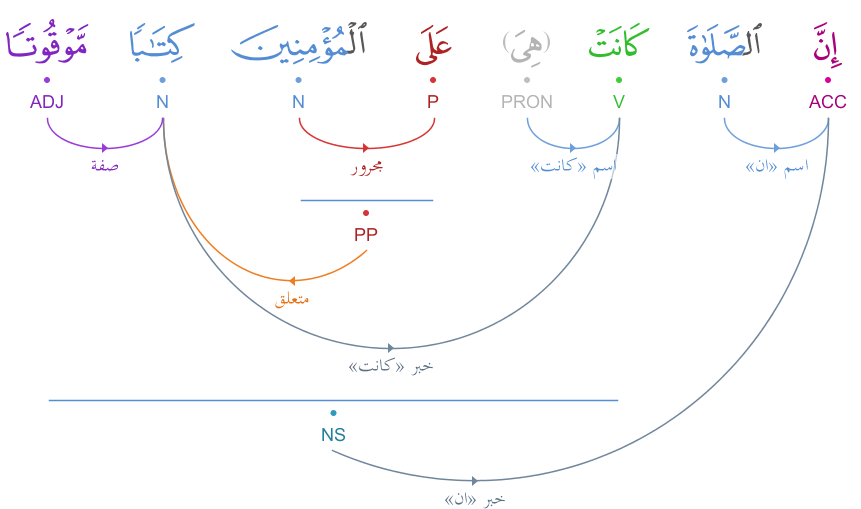 إِنَّ ٱلصَّلَوٰةَ كَانَتْ (هِىَ) عَلَى ٱلْمُؤْمِنِينَ كِتَـٰبًا مَّوْقُوتًا
ACC N V PRON P N N ADJ
اسم «ان» اسم «كانت» مجرور صفة
PP
متعلق
خبر «كانت»
NS
خبر «ان»